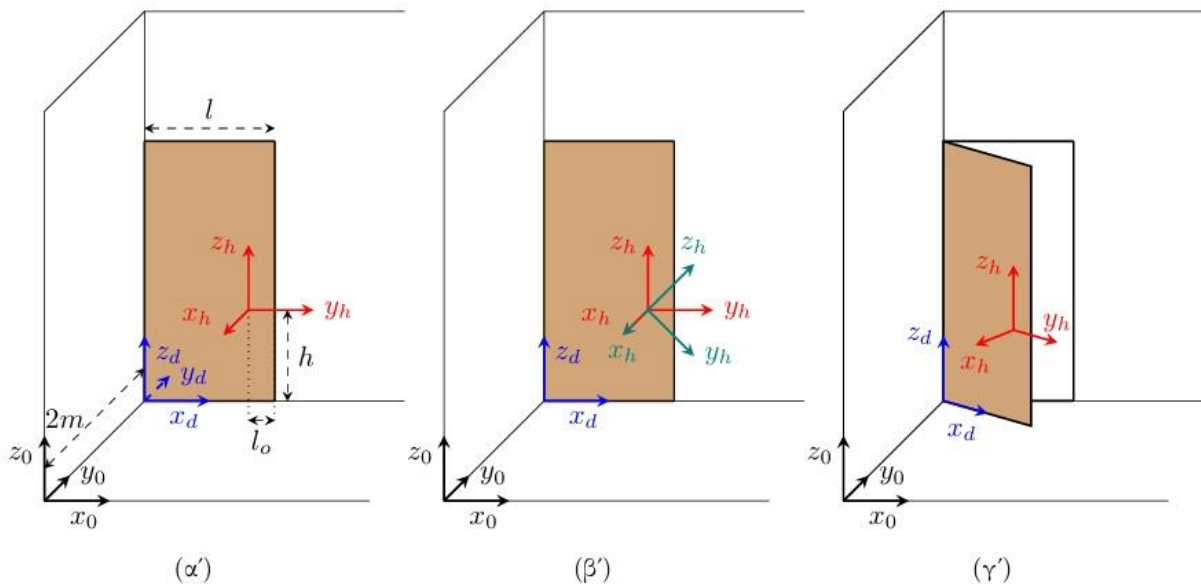 l
z_h
y_h
x_h
h
z_d
y_d
x_d
l_o
2m
z_0
y_0
x_0
(α´)
z_h
z_h
y_h
x_h
x_h
y_h
z_d
x_d
z_0
y_0
x_0
(β´)
z_h
y_h
x_h
z_d
x_d
z_0
y_0
x_0
(γ´)